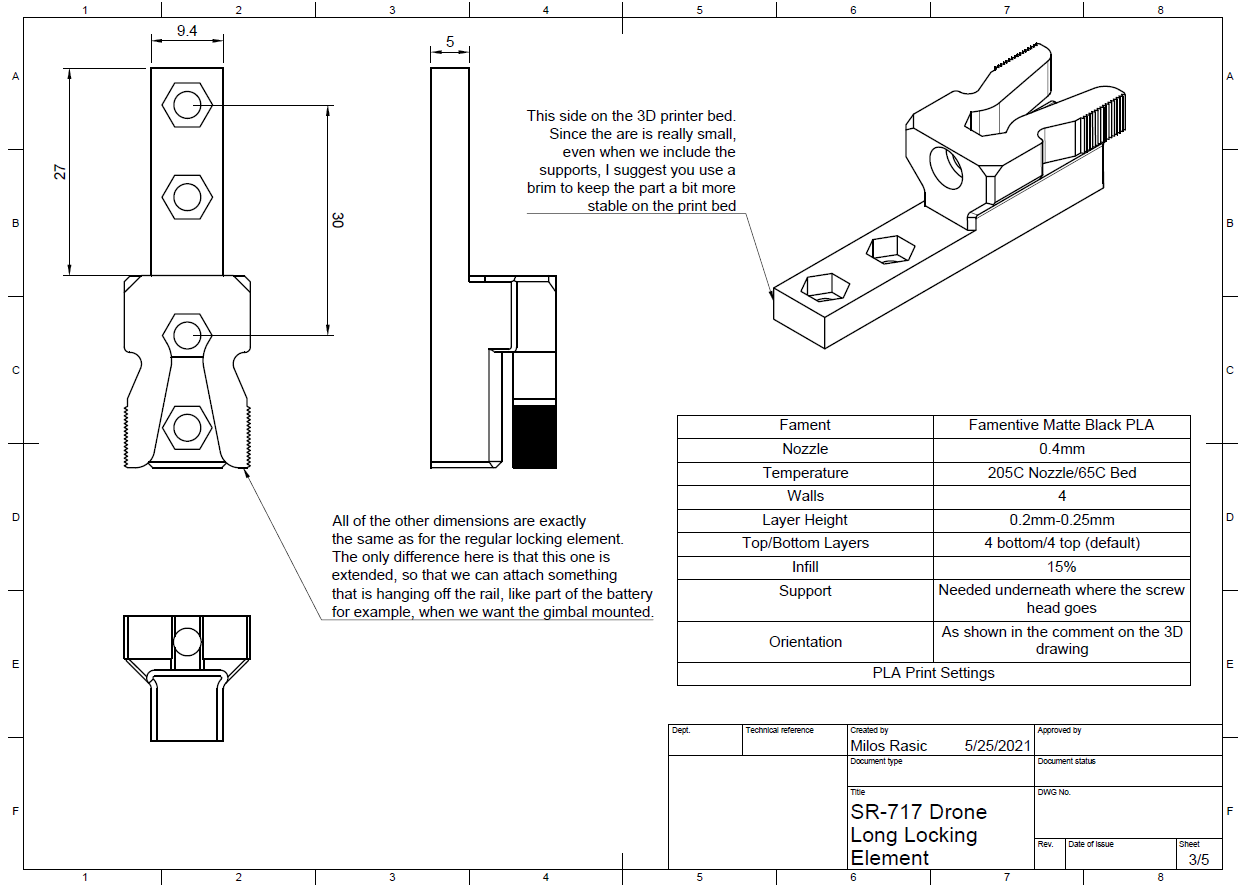 1 2 3 4 5 6 7 8
A A
B B
C C
D D
E E
F F
9.4
27
30
5
This side on the 3D printer bed.
Since the are is really small,
even when we include the
supports, I suggest you use a
brim to keep the part a bit more
stable on the print bed
All of the other dimensions are exactly
the same as for the regular locking element.
The only difference here is that this one is
extended, so that we can attach something
that is hanging off the rail, like part of the battery
for example, when we want the gimbal mounted.
Fament Famentive Matte Black PLA
Nozzle 0.4mm
Temperature 205C Nozzle/65C Bed
Walls 4
Layer Height 0.2mm-0.25mm
Top/Bottom Layers 4 bottom/4 top (default)
Infill 15%
Support Needed underneath where the screw
head goes
Orientation As shown in the comment on the 3D
drawing
PLA Print Settings
Dept. Technical reference Created by Approved by
Milos Rasic 5/25/2021
Document type Document status
Title DWG No.
SR-717 Drone
Long Locking
Element
Rev. Date of issue Sheet
3/5
1 2 3 4 5 6 7 8